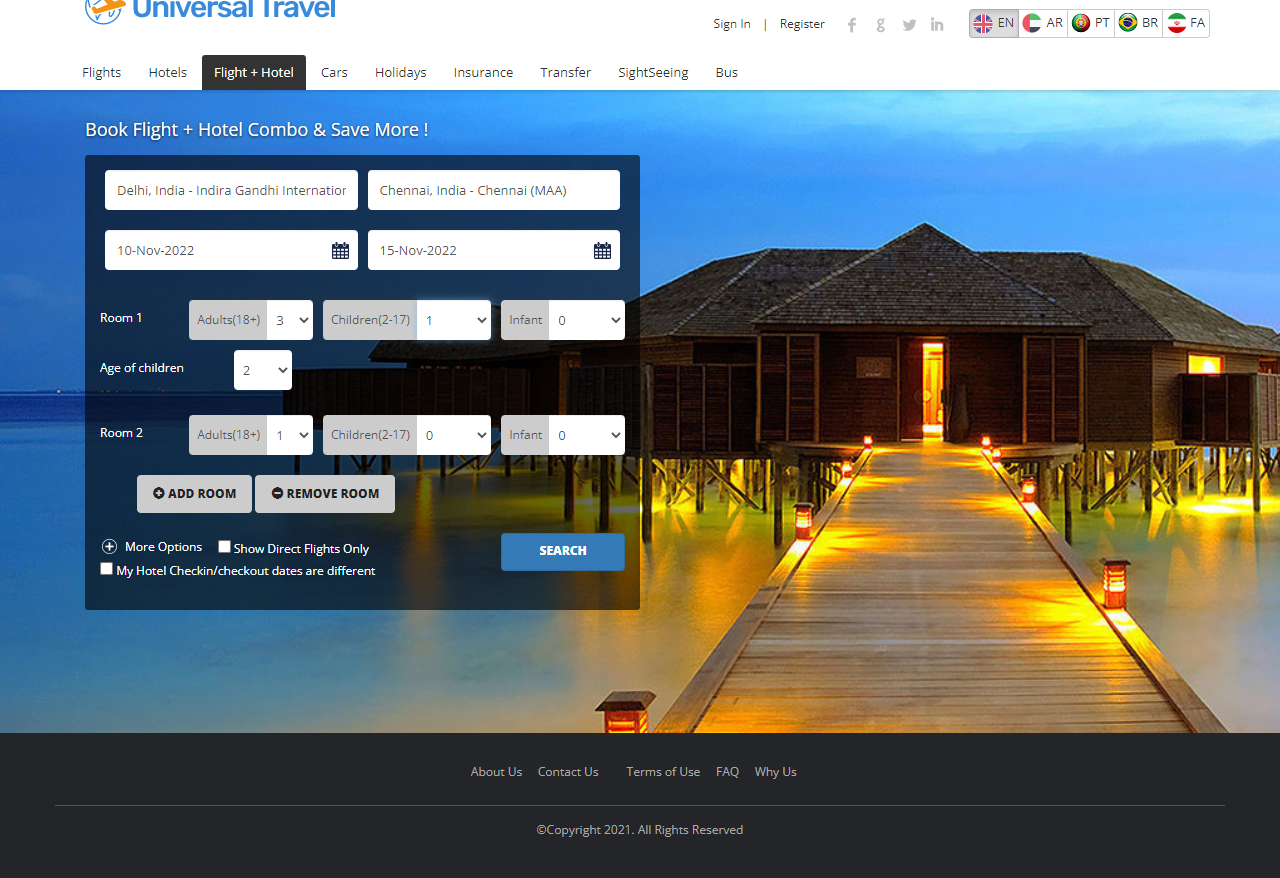 Universal Travel
Sign In | Register
EN AR PT BR FA
Flights Hotels Flight + Hotel Cars Holidays Insurance Transfer SightSeeing Bus
Book Flight + Hotel Combo & Save More !
Delhi, India - Indira Gandhi Internation Chennai, India - Chennai (MAA)
10-Nov-2022 15-Nov-2022
Room 1 Adults(18+) 3 Children(2-17) 1 Infant 0
Age of children 2
Room 2 Adults(18+) 1 Children(2-17) 0 Infant 0
ADD ROOM REMOVE ROOM
More Options Show Direct Flights Only SEARCH
My Hotel Checkin/checkout dates are different
About Us Contact Us Terms of Use FAQ Why Us
©Copyright 2021. All Rights Reserved